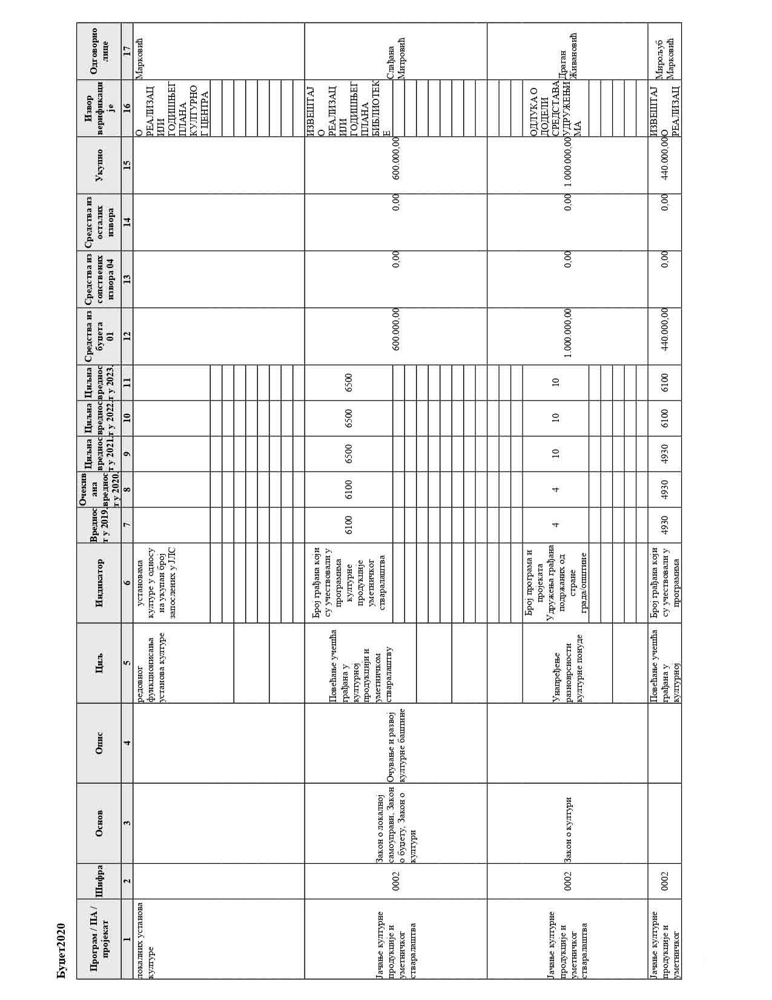 Буџет2020
Програм / ПА /
пројекат
Шифра
Основ
Опис
Циљ
Индикатор
Вреднос
т у 2019.
Очекив
ана
вреднос
т у 2020.
Циљна
вреднос
т у 2021.
Циљна
вреднос
т у 2022.
Циљна
вреднос
т у 2023.
Средства из
буџета
01
Средства из
сопствених
извора 04
Средства из
осталих
извора
Укупно
Извор
верификаци
је
Одговорно
лице
1
2
3
4
5
6
7
8
9
10
11
12
13
14
15
16
17
локалних установа
културе
редовног
функционисања
установа културе
установама
културе у односу
на укупан број
запослених у ЈЛС
О
РЕАЛИЗАЦ
ИЈИ
ГОДИШЊЕГ
ПЛАНА
КУЛТУРНО
Г ЦЕНТРА
Марковић
Јачање културне
продукције и
уметничког
стваралаштва
0002
Закон о локалној
самоуправи, Закон
о буџету, Закон о
култури
Очување и развој
културне баштине
Повећање учешћа
грађана у
културној
продукцији и
уметничком
стваралаштву
Број грађана који
су учествовали у
програмима
културне
продукције
уметничког
стваралаштва
6100
6100
6500
6500
6500
600.000,00
0,00
0,00
600.000,00
ИЗВЕШТАЈ
О
РЕАЛИЗАЦ
ИЈИ
ГОДИШЊЕГ
ПЛАНА
БИБЛИОТЕК
Е
Слађана
Митровић
Јачање културне
продукције и
уметничког
стваралаштва
0002
Закон о култури
Унапређење
разноврсности
културне понуде
Број програма и
пројеката
Удружења грађана
подржаних од
стране
града/општине
4
4
10
10
10
1.000.000,00
0,00
0,00
1.000.000,00
ОДЛУКА О
ДОДЕЛИ
СРЕДСТАВА
УДРУЖЕЊИ
МА
Драган
Живановић
Јачање културне
продукције и
уметничког
0002
Повећање учешћа
грађана у
културној
Број грађана који
су учествовали у
програмима
4930
4930
4930
6100
6100
440.000,00
0,00
0,00
440.000,00
ИЗВЕШТАЈ
О
РЕАЛИЗАЦ
Мирољуб
Марковић